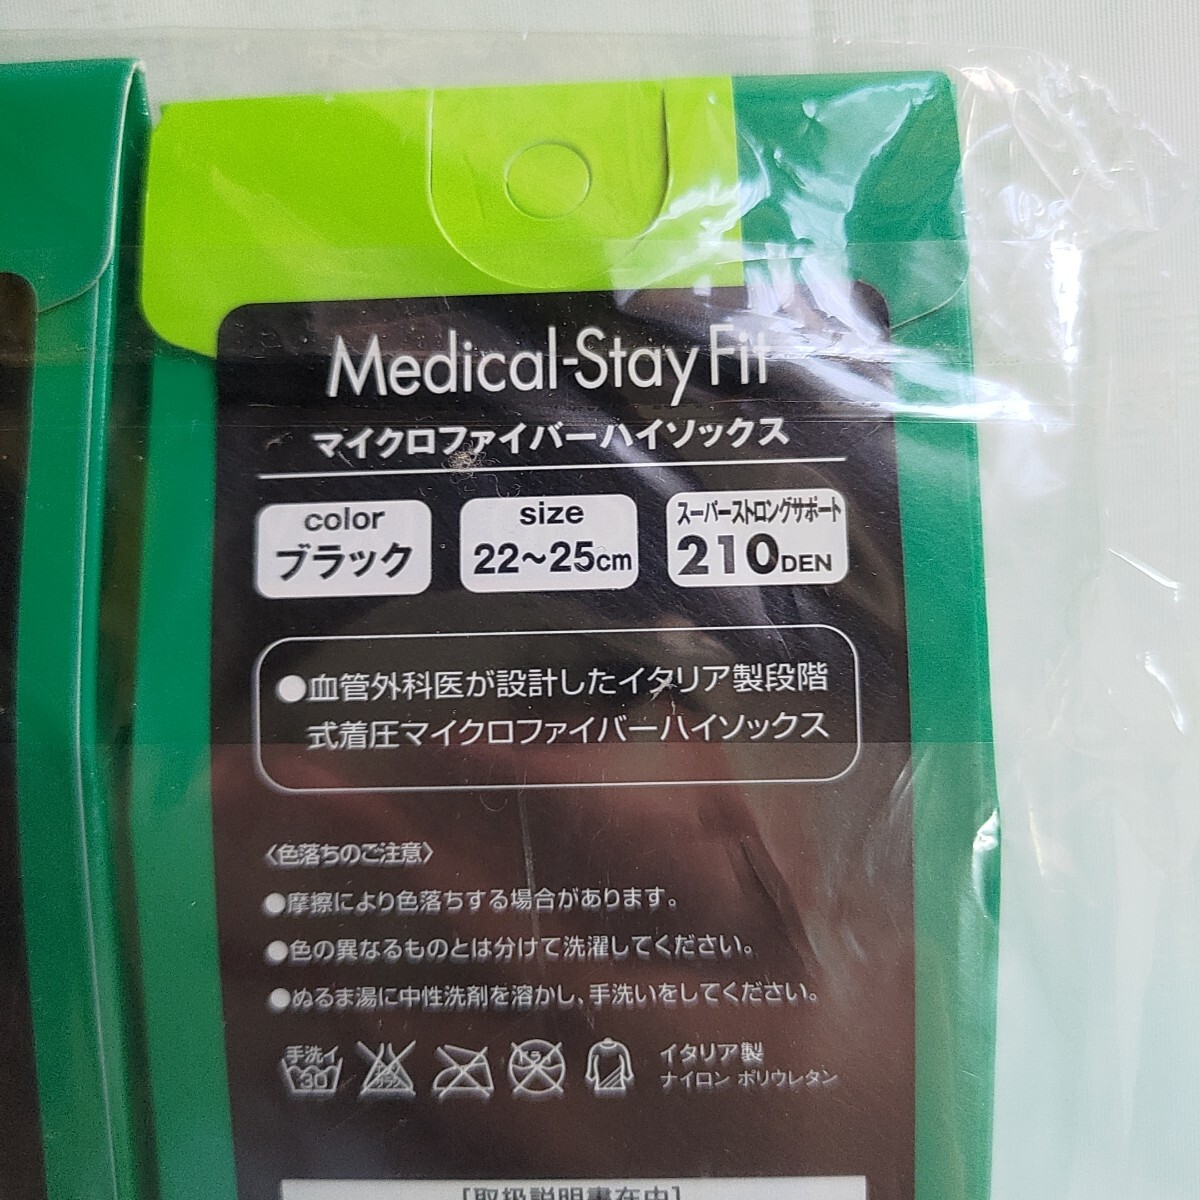 Medical-Stay Fit
マイクロファイバーハイソックス
color
ブラック
size
22~25cm
スーパーストロングサポート
210DEN
●血管外科医が設計したイタリア製段階
式着圧マイクロファイバーハイソックス
〈色落ちのご注意〉
●摩擦により色落ちする場合があります。
●色の異なるものとは分けて洗濯してください。
●ぬるま湯に中性洗剤を溶かし、手洗いをしてください。
手洗イ
30
ドライ
イタリア製
ナイロン ポリウレタン
[取扱説明書在中]